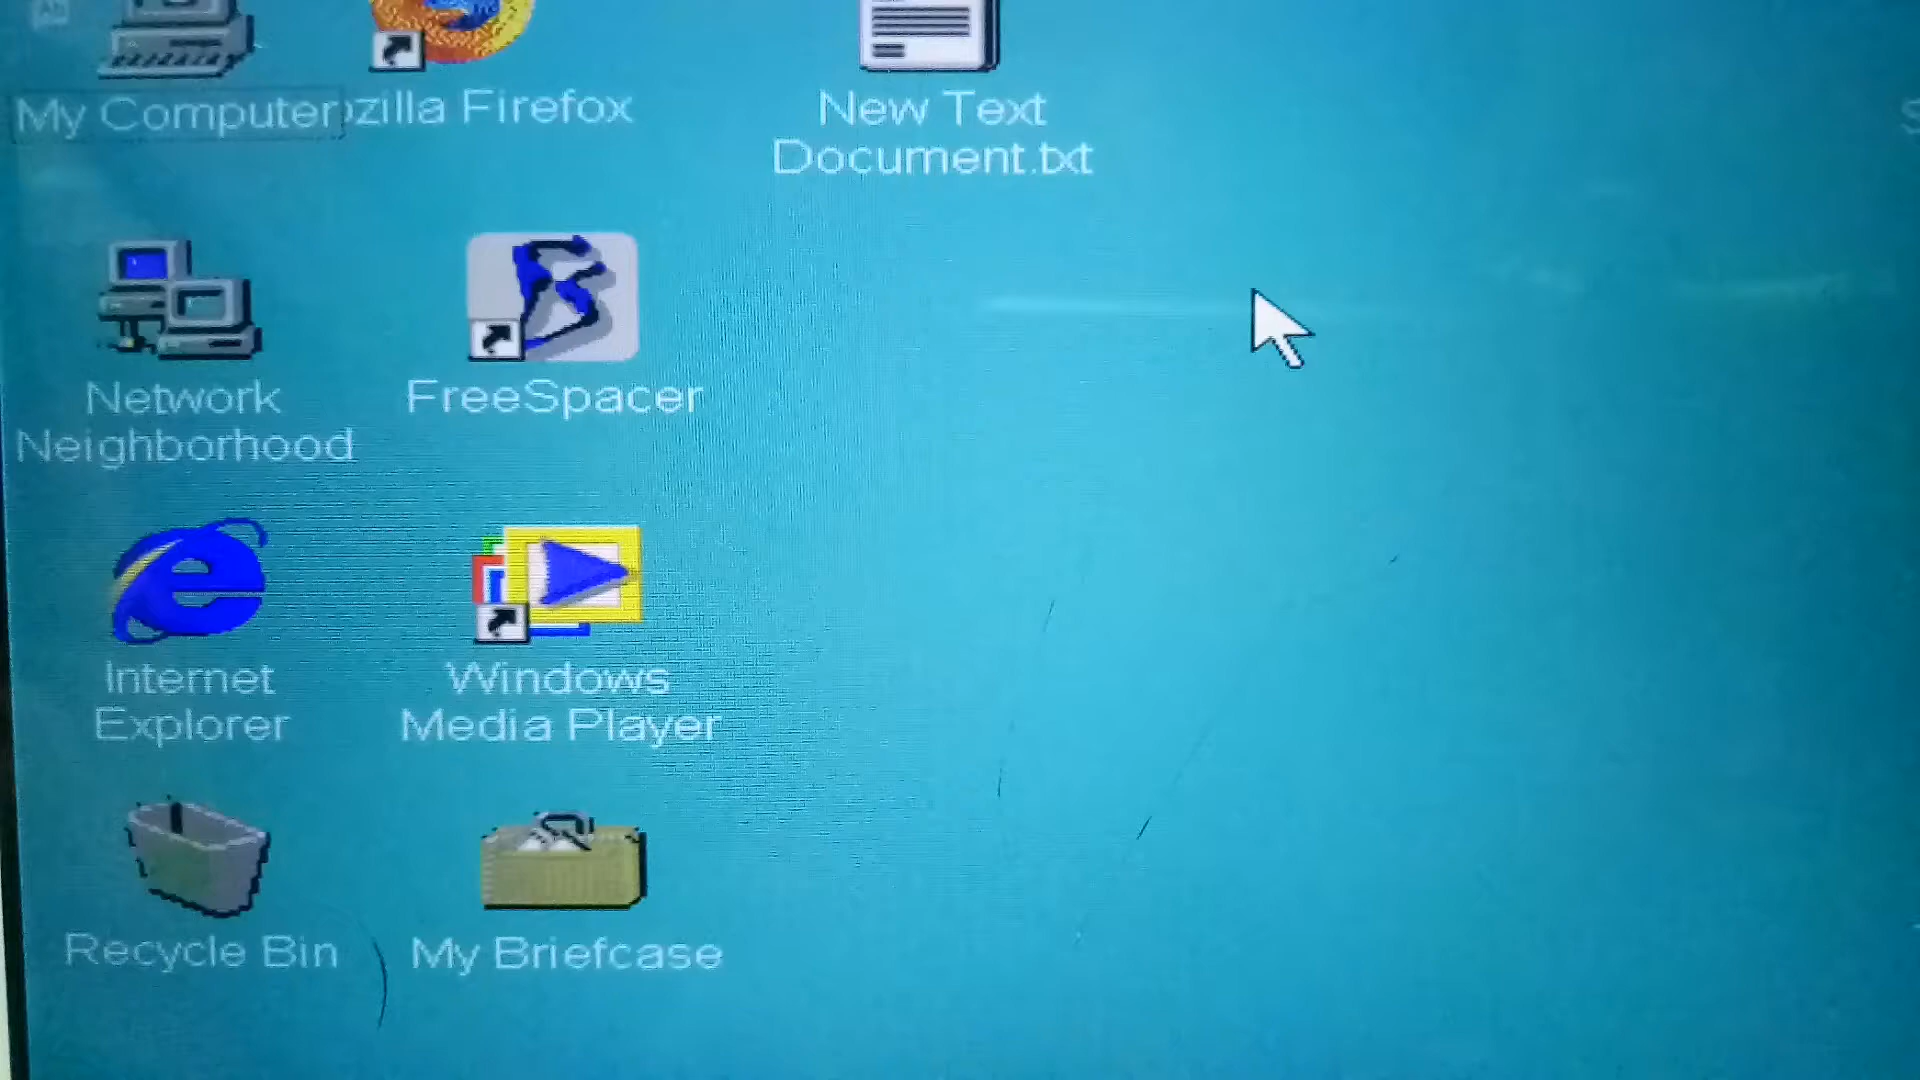 My Computer
zilla Firefox
New Text
Document.txt
Network
Neighborhood
FreeSpacer
Internet
Explorer
Windows
Media Player
Recycle Bin
My Briefcase